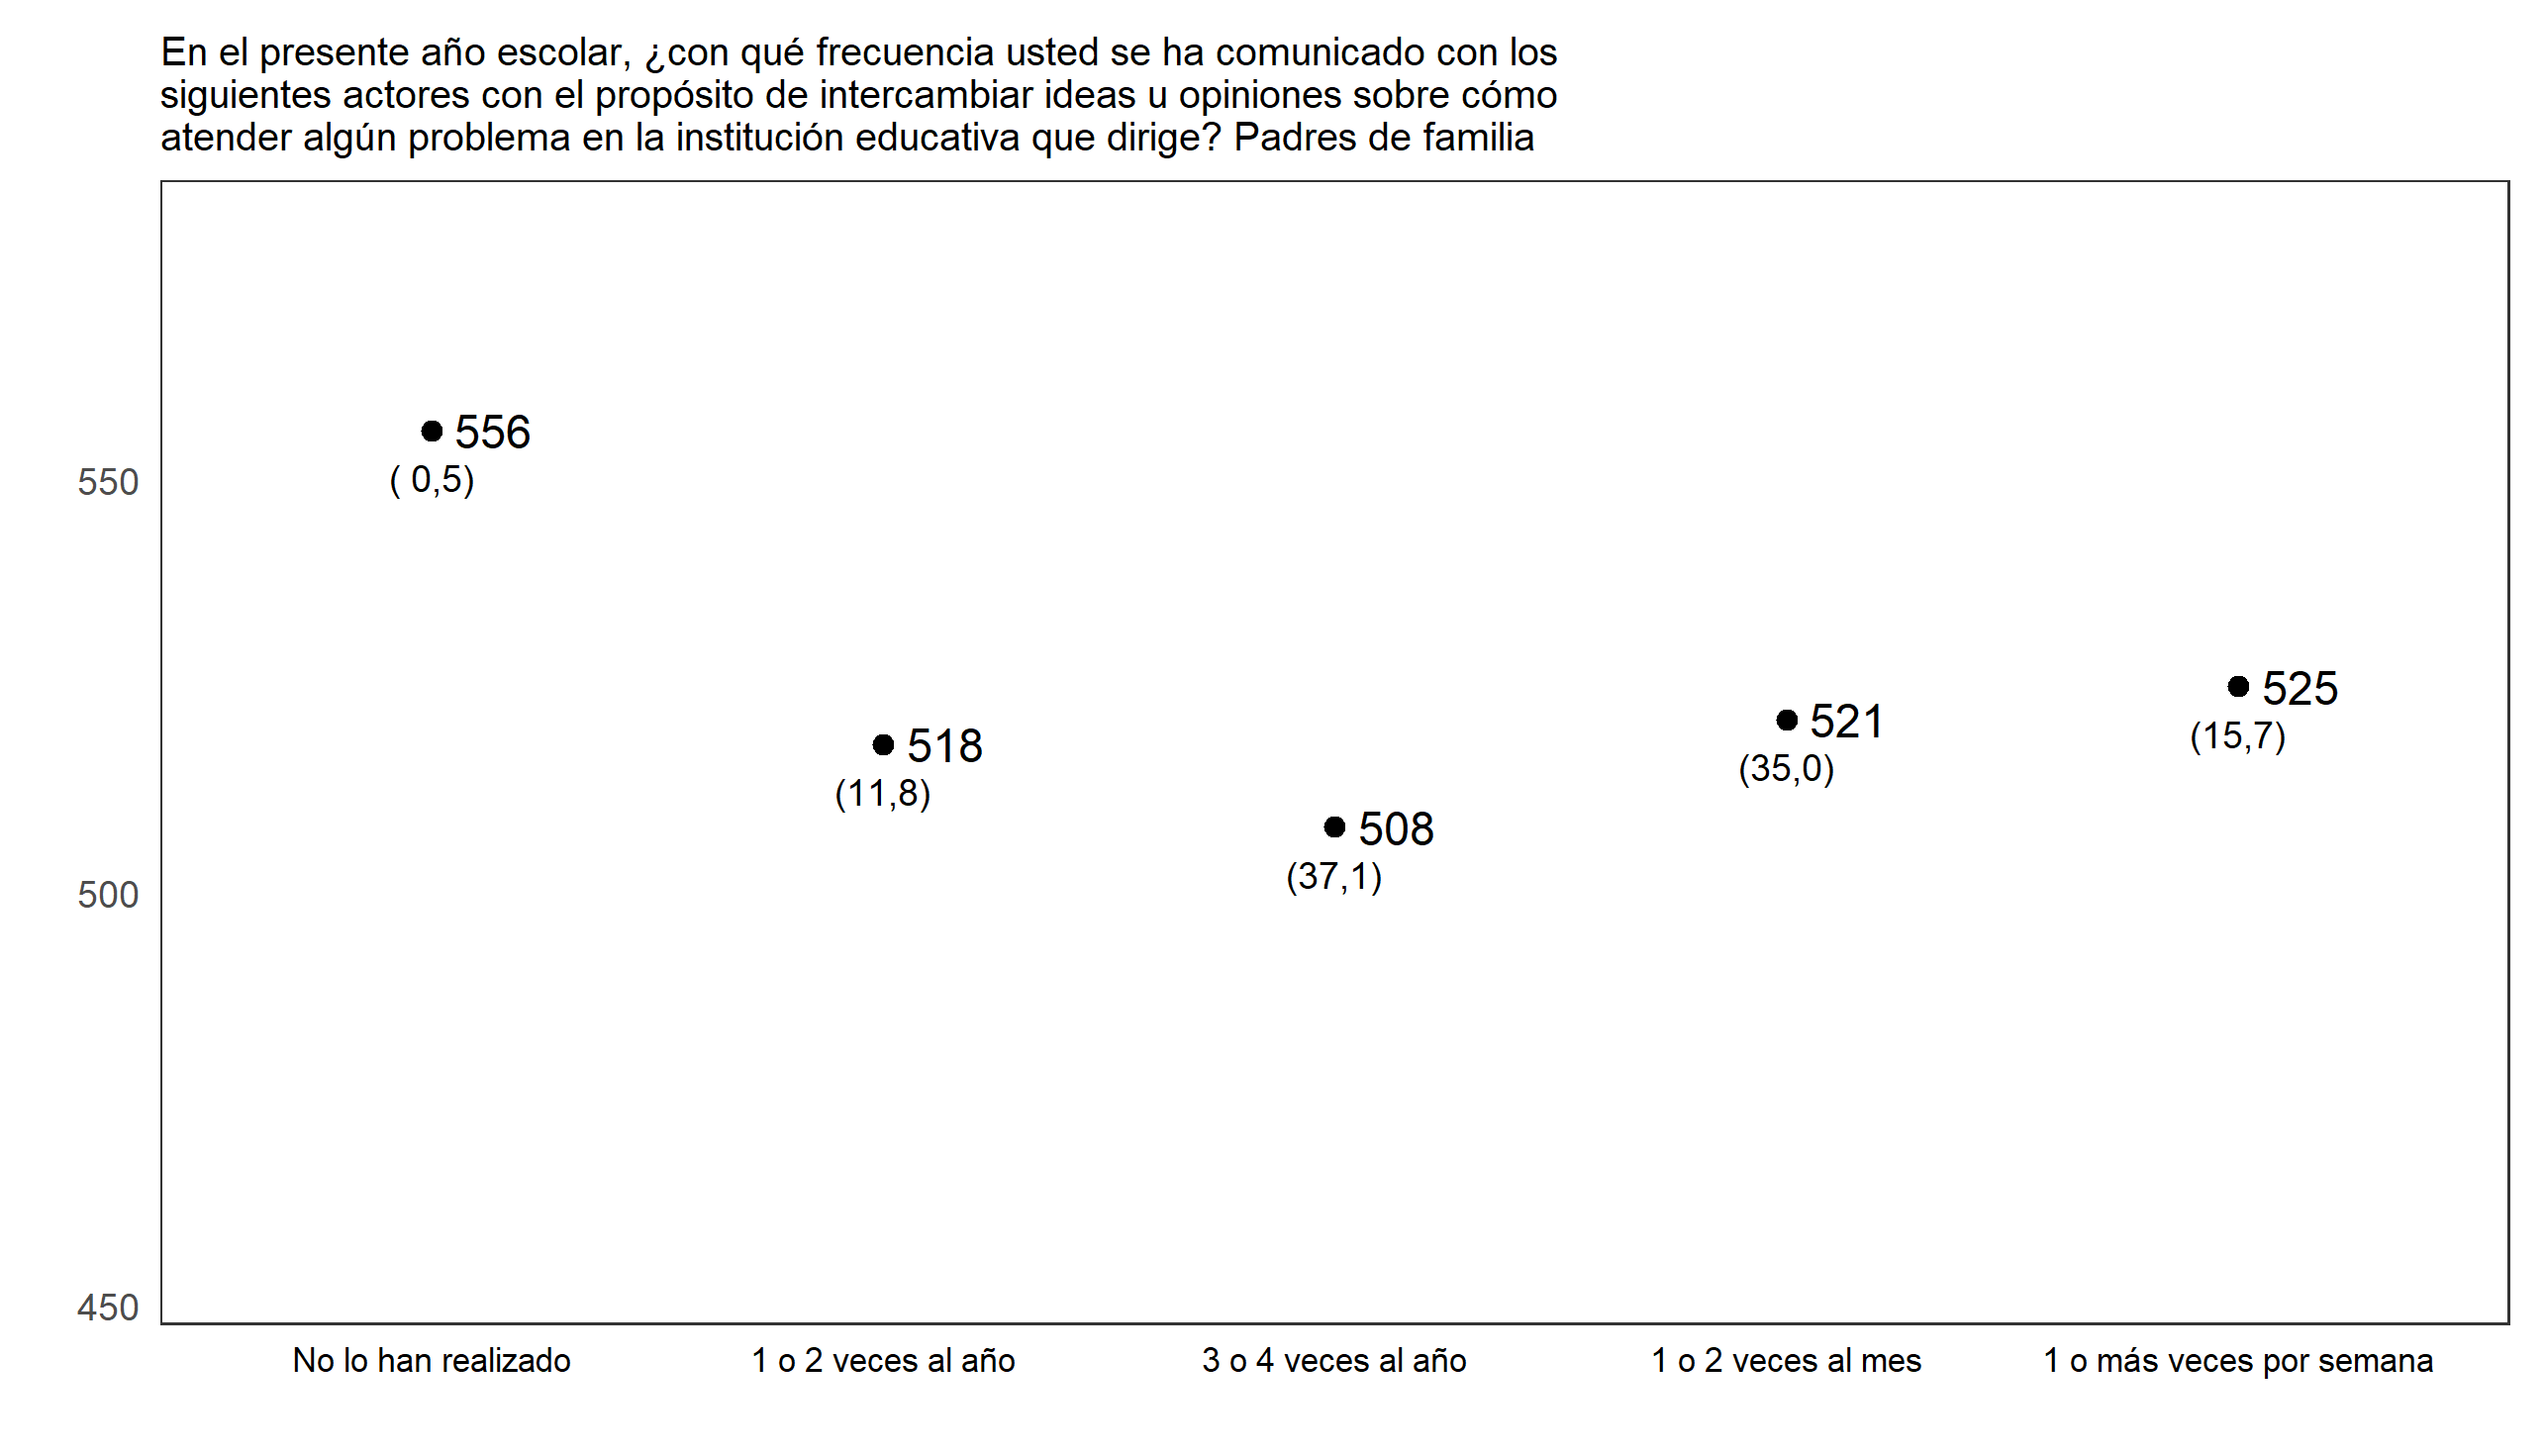 En el presente año escolar, ¿con qué frecuencia usted se ha comunicado con los
siguientes actores con el propósito de intercambiar ideas u opiniones sobre cómo
atender algún problema en la institución educativa que dirige? Padres de familia
556
( 0,5)
550
525
(15,7)
521
(35,0)
518
(11,8)
508
(37,1)
500
450
No lo han realizado
1 o 2 veces al año
3 o 4 veces al año
1 o 2 veces al mes
1 o más veces por semana